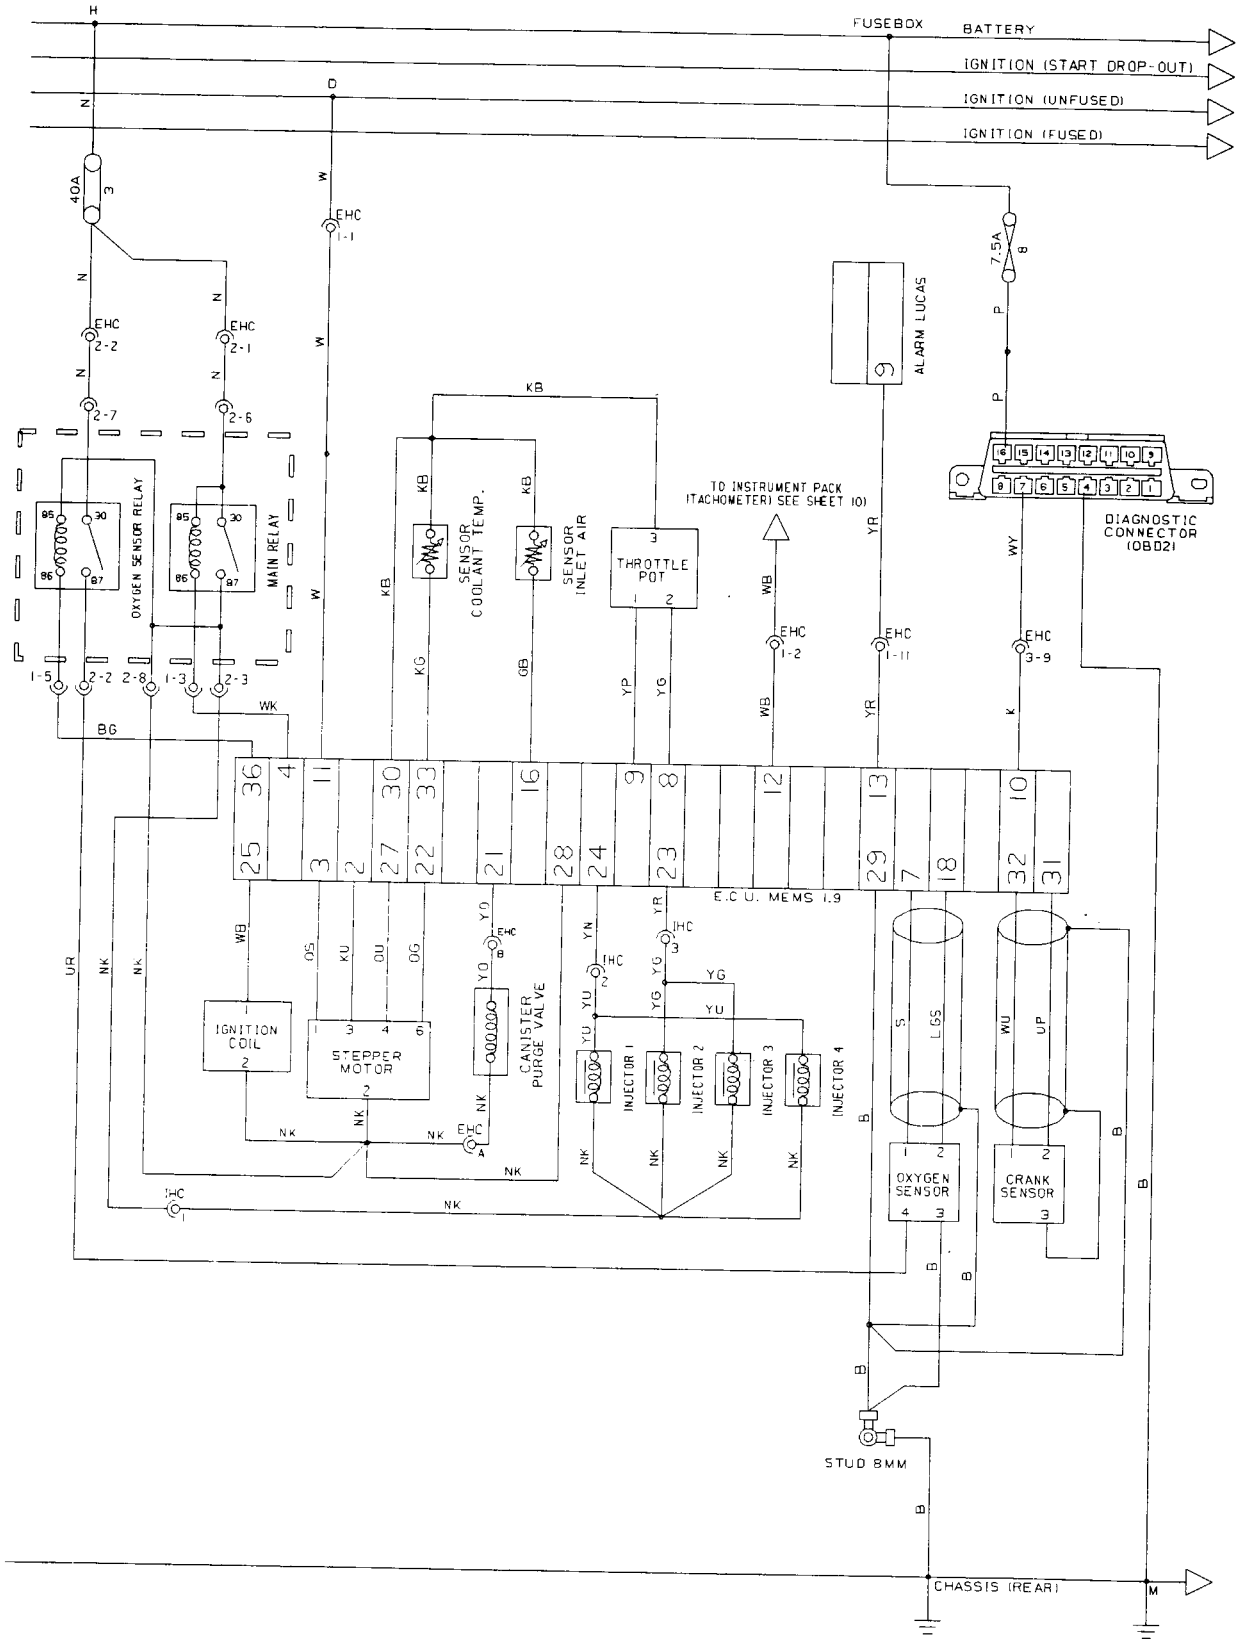 H
FUSEBOX
BATTERY
IGNITION (START DROP-OUT)
D
IGNITION (UNFUSED)
N
IGNITION (FUSED)
40A
3
W
EHC
1-1
7.5A
8
N
N
P
ALARM LUCAS
9
EHC
2-2
EHC
2-1
W
N
N
KB
P
2-7
2-6
16 15 14 13 12 11 10 9
8 7 6 5 4 3 2 1
DIAGNOSTIC
CONNECTOR
(OBD2)
KB
KB
TO INSTRUMENT PACK
(TACHOMETER) SEE SHEET 10)
YR
WY
85
30
86
87
OXYGEN SENSOR RELAY
85
30
86
87
MAIN RELAY
W
KB
SENSOR
COOLANT TEMP.
SENSOR
INLET AIR
3
THROTTLE
POT
1 2
WB
EHC
1-2
EHC
1-11
EHC
3-9
KG
GB
YP
YG
WB
YR
K
1-5
2-2
2-8
1-3
2-3
WK
BG
36 4 11 30 33 16 9 8 12 13 10
25 3 2 27 22 21 28 24 23 29 7 18 32 31
E.C.U. MEMS 1.9
UR
NK
NK
WB
OS
KU
OU
OG
YO
EHC
B
YO
YN
IHC
2
YU
YU
YR
IHC
3
YG
YG
YG
YU
S
LGS
WU
UP
1
IGNITION
COIL
2
1 3 4 6
STEPPER
MOTOR
2
CANISTER
PURGE VALVE
INJECTOR 1
INJECTOR 2
INJECTOR 3
INJECTOR 4
B
B
B
NK
NK
NK
NK
EHC
A
NK
NK
NK
NK
NK
1 2
OXYGEN
SENSOR
4 3
1 2
CRANK
SENSOR
3
IHC
1
NK
B
B
B
STUD 8MM
B
CHASSIS (REAR)
M